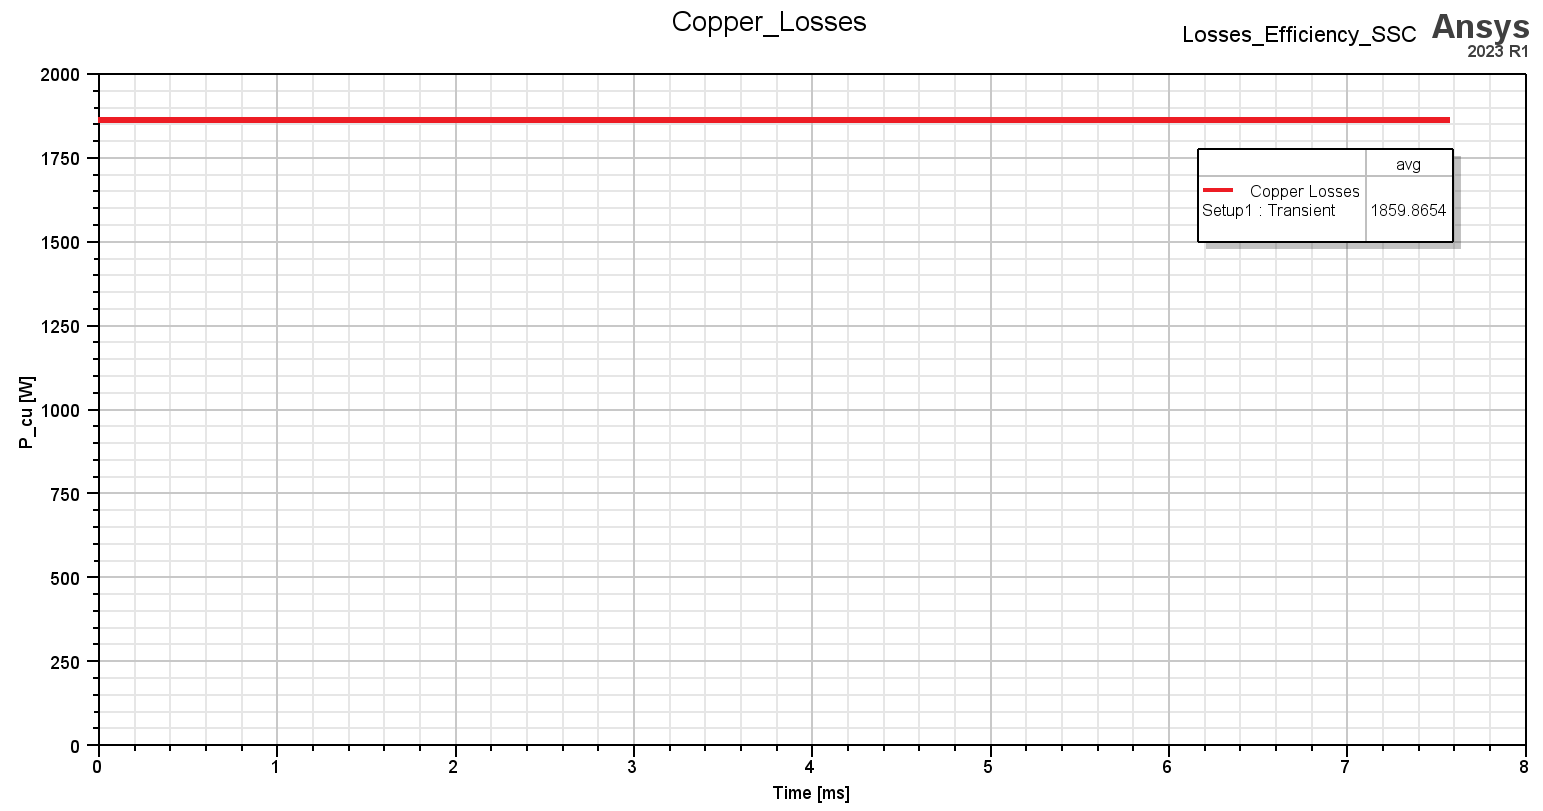 Copper_Losses
Losses_Efficiency_SSC
Ansys
2023 R1
2000
1750
1500
1250
1000
750
500
250
0
P_cu [W]
avg
Copper Losses
Setup1 : Transient 1859.8654
0 1 2 3 4 5 6 7 8
Time [ms]